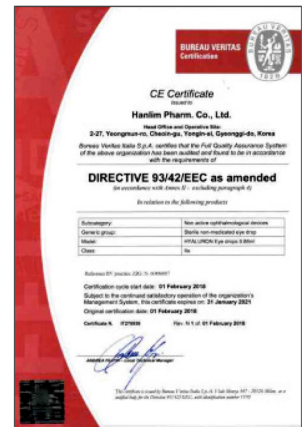 BUREAU VERITAS
Certification
BUREAU VERITAS
1828
CE Certificate
Issued to
Hanlim Pharm. Co., Ltd.
Head Office and Operative Site:
2-27, Yeongmun-ro, Cheoin-gu, Yongin-si, Gyeonggi-do, Korea
Bureau Veritas Italia S.p.A. certifies that the Full Quality Assurance System
of the above organization has been audited and found to be in accordance
with the requirements of
DIRECTIVE 93/42/EEC as amended
(in accordance with Annex II - excluding paragraph 4)
In relation to the following products
Subcategory: Non active ophthalmological devices
Generic group: Sterile non-medicated eye drop
Model: HYALURON Eye drops 0.88ml
Class:
Certification cycle start date: 01 February 2018
Subject to the continued satisfactory operation of the organization's
Management System, this certificate expires on: 31 January 2021
Original certification date: 01 February 2018
Certificate N. Rev. N 1 of: 01 February 2018
Local Technical Manager